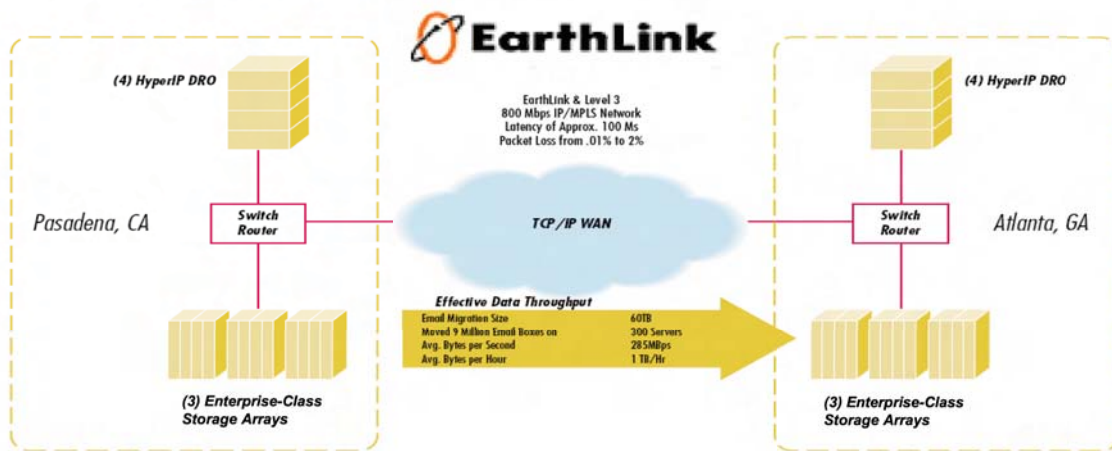 EarthLink
(4) HyperIP DRO
(4) HyperIP DRO
EarthLink & Level 3
800 Mbps IP/MPLS Network
Latency of Approx. 100 Ms
Packet Loss from .01% to 2%
Pasadena, CA
Switch
Router
TCP/IP WAN
Switch
Router
Atlanta, GA
Effective Data Throughput
Email Migration Size 60TB
Moved 9 Million Email Boxes on 300 Servers
Avg. Bytes per Second 285MBps
Avg. Bytes per Hour 1 TB/Hr
(3) Enterprise-Class
Storage Arrays
(3) Enterprise-Class
Storage Arrays